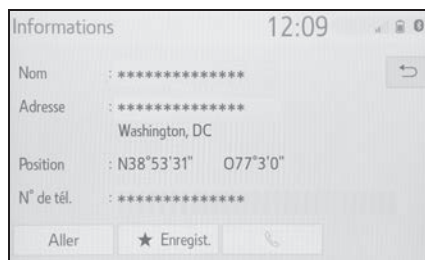 Informations 12:09
Nom : **************
Adresse : **************
Washington, DC
Position : N38°53'31" O77°3'0"
N° de tél. : **************
Aller ★ Enregist.